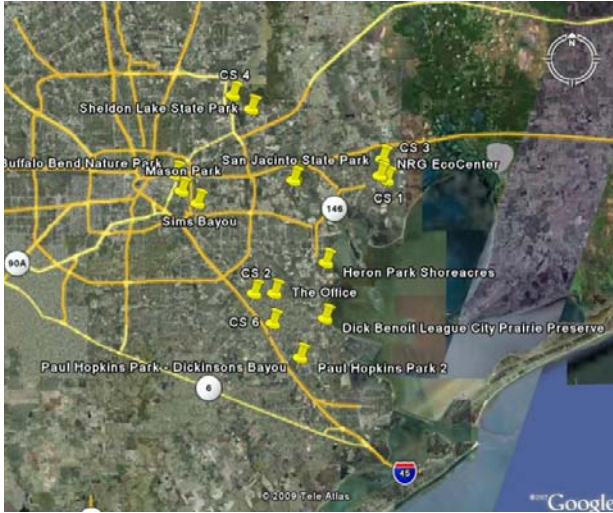 N
CS 4
Sheldon Lake State Park
CS 3
Buffalo Bend Nature Park
San Jacinto State Park
NRG EcoCenter
Mason Park
CS 1
Sims Bayou
146
90A
Heron Park Shoreacres
CS 2
The Office
CS 6
Dick Benoit League City Prairie Preserve
Paul Hopkins Park - Dickinsons Bayou
Paul Hopkins Park 2
6
45
© 2009 Tele Atlas
Google